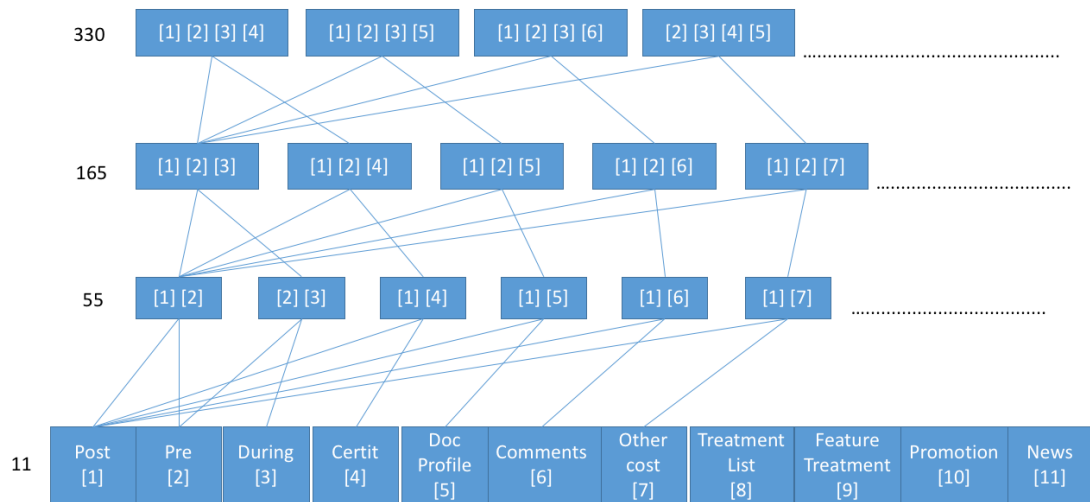 330 [1] [2] [3] [4] [1] [2] [3] [5] [1] [2] [3] [6] [2] [3] [4] [5] ................................................
165 [1] [2] [3] [1] [2] [4] [1] [2] [5] [1] [2] [6] [1] [2] [7] ....................................
55 [1] [2] [2] [3] [1] [4] [1] [5] [1] [6] [1] [7] ....................................
11
Post
[1]
Pre
[2]
During
[3]
Certit
[4]
Doc
Profile
[5]
Comments
[6]
Other
cost
[7]
Treatment
List
[8]
Feature
Treatment
[9]
Promotion
[10]
News
[11]